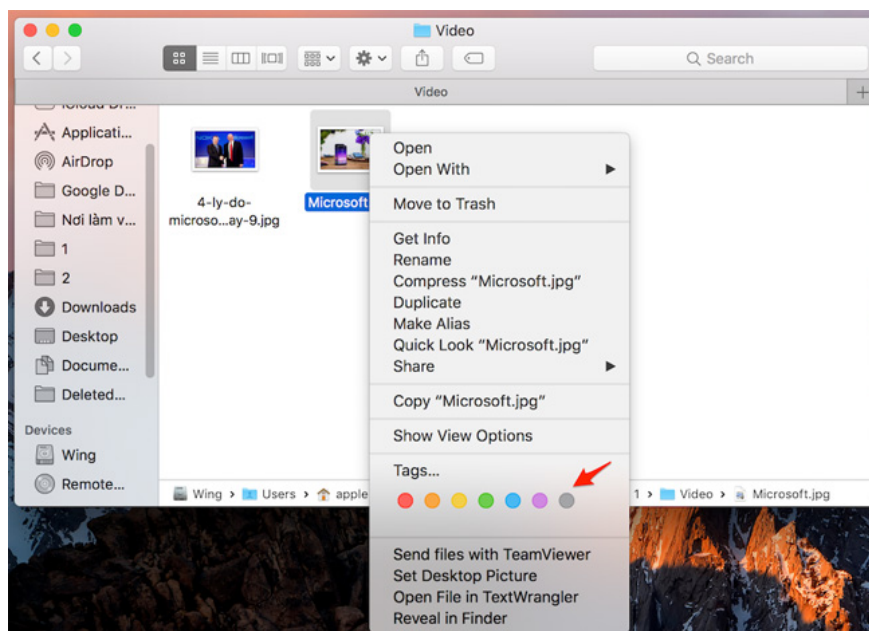 Video
Search
Video
Applicati...
AirDrop
Google D...
Nơi làm v...
1
2
Downloads
Desktop
Docume...
Deleted...
Devices
Wing
Remote...
4-ly-do-
microso...ay-9.jpg
Microsoft
Open
Open With
Move to Trash
Get Info
Rename
Compress “Microsoft.jpg”
Duplicate
Make Alias
Quick Look “Microsoft.jpg”
Share
Copy “Microsoft.jpg”
Show View Options
Tags...
Send files with TeamViewer
Set Desktop Picture
Open File in TextWrangler
Reveal in Finder
Wing › Users › apple
1 › Video › Microsoft.jpg